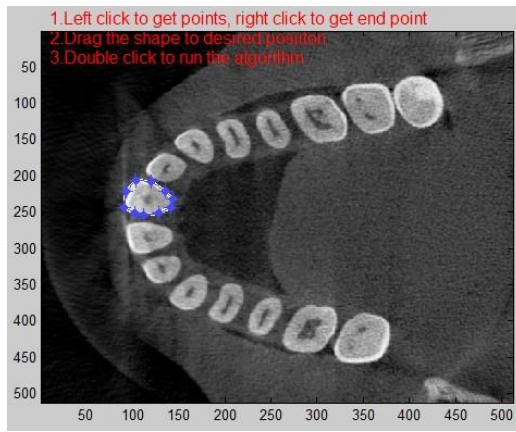 1.Left click to get points, right click to get end point
2.Drag the shape to desired position
3.Double click to run the algorithm
50
100
150
200
250
300
350
400
450
500
50 100 150 200 250 300 350 400 450 500